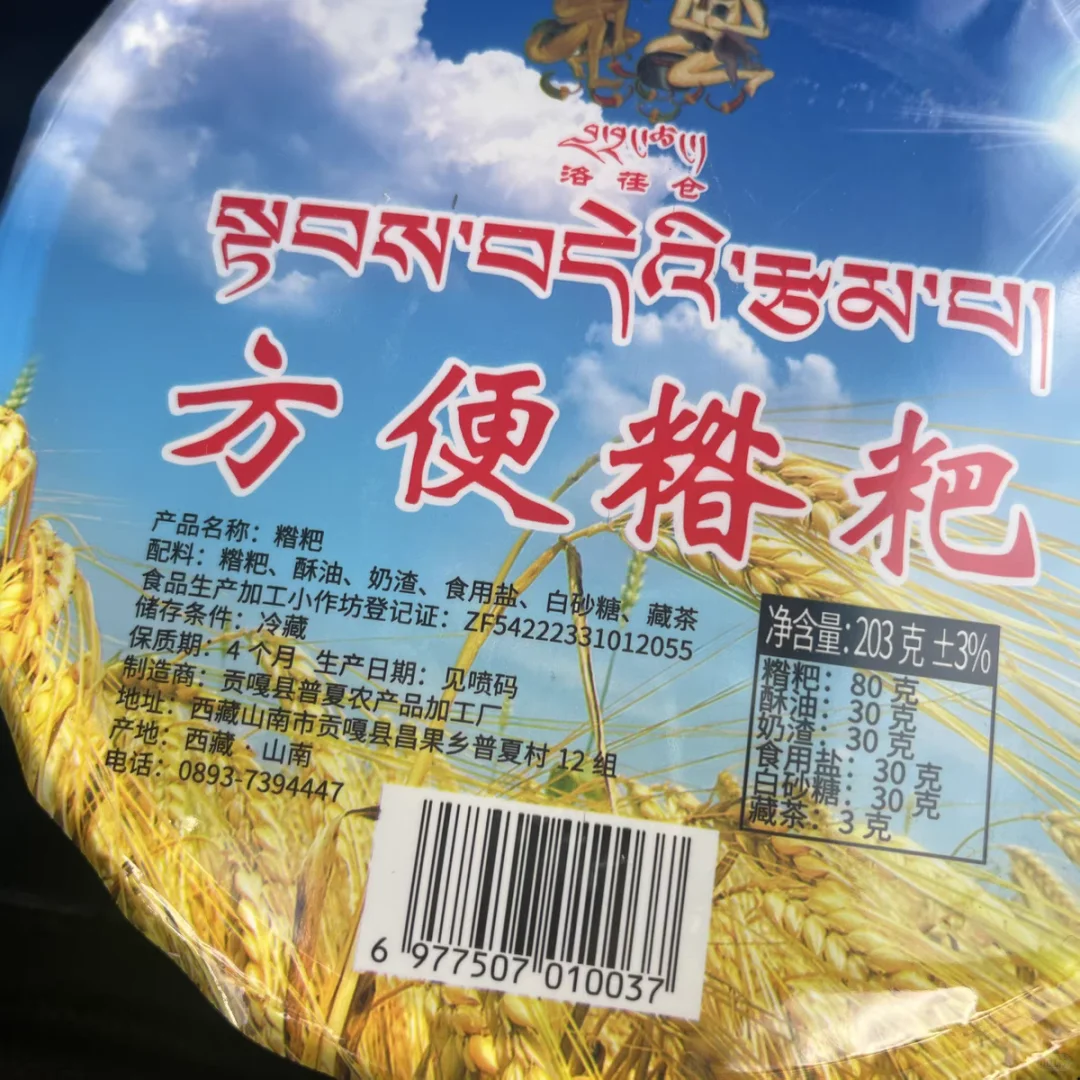 洛荏仓
སྟབས་བདེའི་རྩམ་པ།
方便糌粑
产品名称：糌粑
配料：糌粑、酥油、奶渣、食用盐、白砂糖、藏茶
食品生产加工小作坊登记证：ZF54222331012055
储存条件：冷藏
保质期：4个月 生产日期：见喷码
制造商：贡嘎县普夏农产品加工厂
地址：西藏山南市贡嘎县昌果乡普夏村12组
产地：西藏·山南
电话：0893-7394447
净含量:203克±3%
糌粑：80克
酥油：30克
奶渣：30克
食用盐：30克
白砂糖：30克
藏茶：3克
6 977507 010037